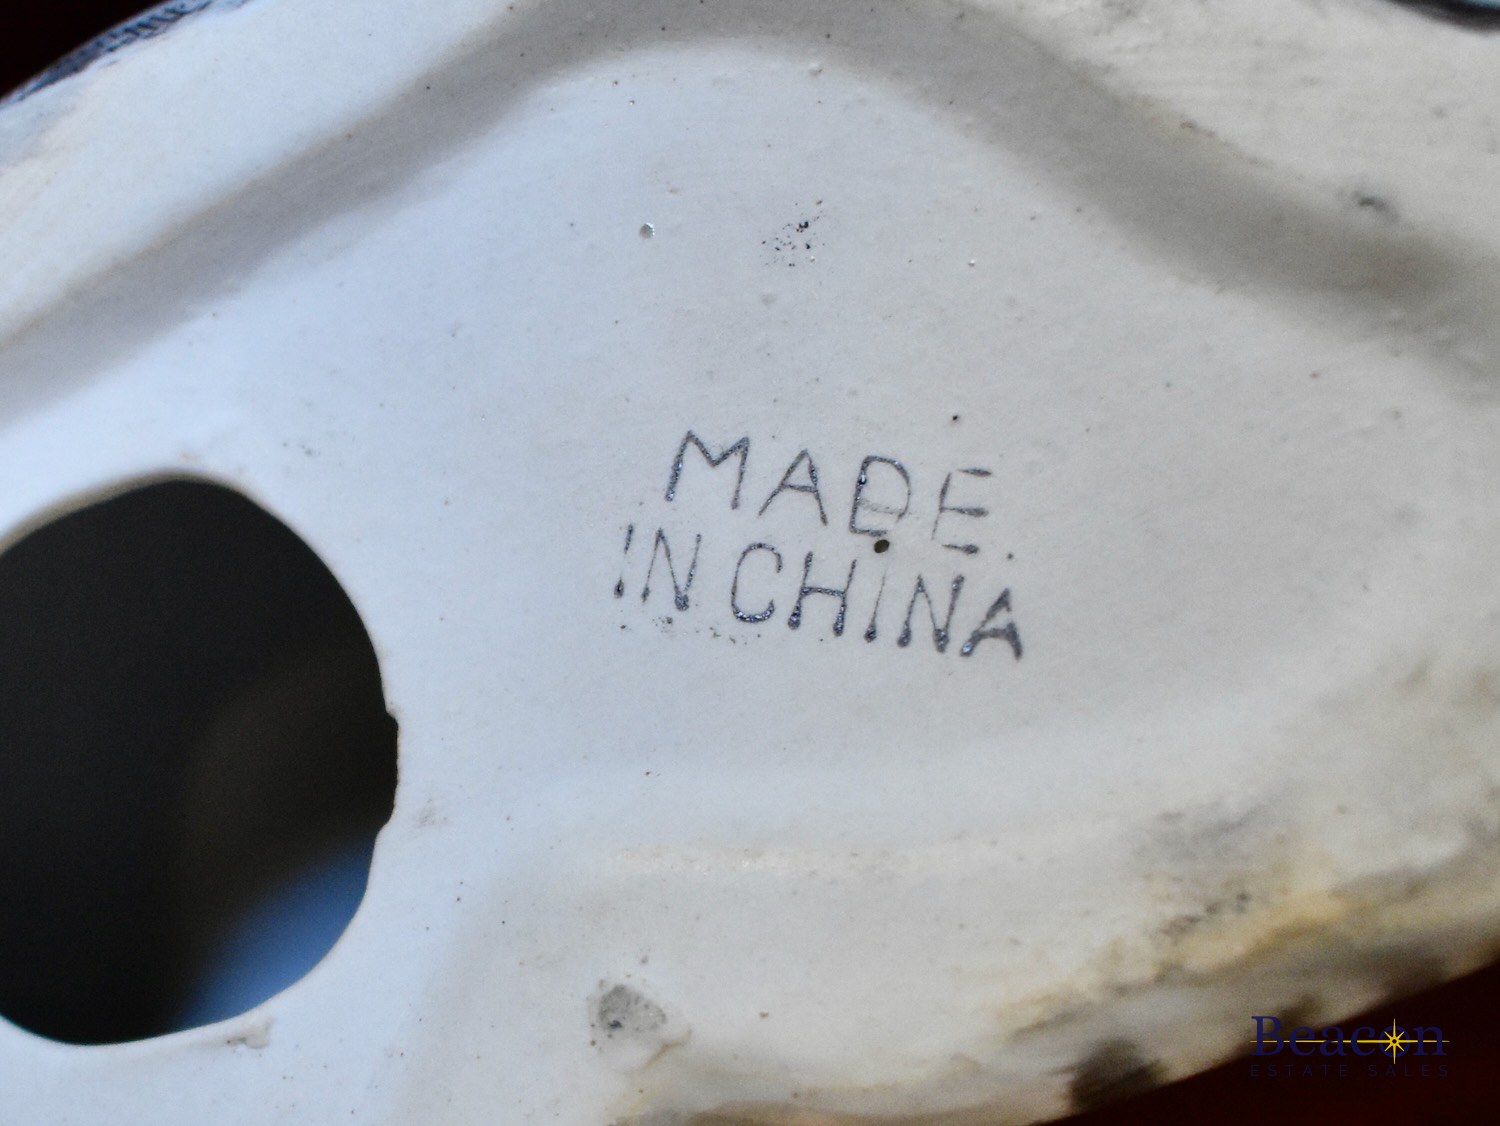 MADE
IN CHINA
Beacon
ESTATE SALES